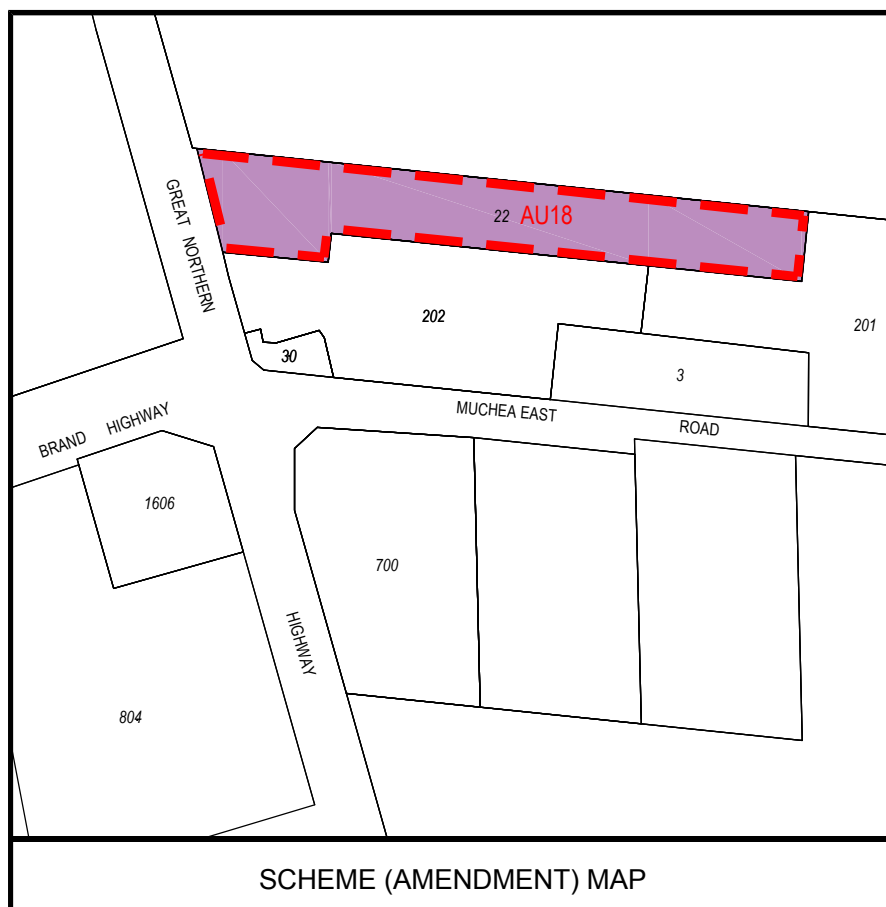 GREAT NORTHERN
22 AU18
202
201
30
3
MUCHEA EAST ROAD
BRAND HIGHWAY
1606
700
HIGHWAY
804
SCHEME (AMENDMENT) MAP